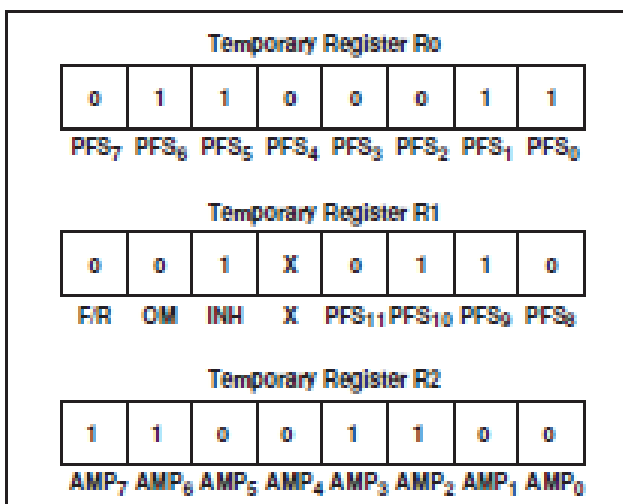 Temporary Register Ro
0 1 1 0 0 0 1 1
PFS7 PFS6 PFS5 PFS4 PFS3 PFS2 PFS1 PFS0
Temporary Register R1
0 0 1 X 0 1 1 0
F/R OM INH X PFS11 PFS10 PFS9 PFS8
Temporary Register R2
1 1 0 0 1 1 0 0
AMP7 AMP6 AMP5 AMP4 AMP3 AMP2 AMP1 AMP0